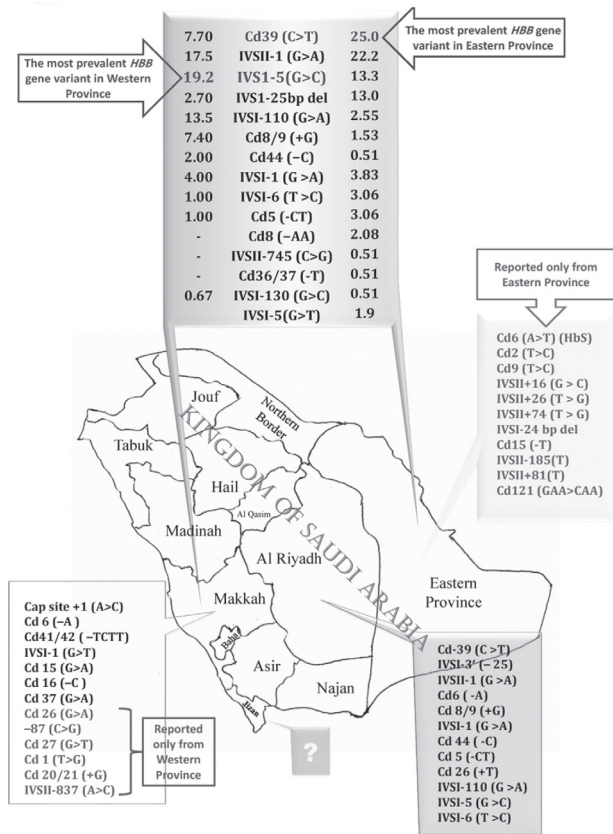 The most prevalent HBB
gene variant in Western
Province
The most prevalent HBB
gene variant in Eastern
Province
7.70 Cd39 (C>T) 25.0
17.5 IVSII-1 (G>A) 22.2
19.2 IVS1-5(G>C) 13.3
2.70 IVS1-25bp del 13.0
13.5 IVSI-110 (G>A) 2.55
7.40 Cd8/9 (+G) 1.53
2.00 Cd44 (−C) 0.51
4.00 IVSI-1 (G >A) 3.83
1.00 IVSI-6 (T >C) 3.06
1.00 Cd5 (-CT) 3.06
- Cd8 (−AA) 2.08
- IVSII-745 (C>G) 0.51
- Cd36/37 (-T) 0.51
0.67 IVSI-130 (G>C) 0.51
IVSI-5(G>T) 1.9
Reported only from
Eastern Province
Cd6 (A>T) (HbS)
Cd2 (T>C)
Cd9 (T>C)
IVSII+16 (G > C)
IVSII+26 (T > G)
IVSII+74 (T > G)
IVSI-24 bp del
Cd15 (-T)
IVSII-185(T)
IVSII+81(T)
Cd121 (GAA>CAA)
KINGDOM OF SAUDI ARABIA
Jouf
Northern
Border
Tabuk
Hail
Al Qasim
Madinah
Al Riyadh
Eastern
Province
Makkah
Baha
Asir
Najan
Jizan
?
Cap site +1 (A>C)
Cd 6 (−A )
Cd41/42 (−TCTT)
IVSI-1 (G>T)
Cd 15 (G>A)
Cd 16 (−C )
Cd 37 (G>A)
Cd 26 (G>A)
−87 (C>G)
Cd 27 (G>T)
Cd 1 (T>G)
Cd 20/21 (+G)
IVSII-837 (A>C)
Reported
only from
Western
Province
Cd-39 (C >T)
IVSI-3' (− 25)
IVSII-1 (G >A)
Cd6 (-A)
Cd 8/9 (+G)
IVSI-1 (G >A)
Cd 44 ( -C)
Cd 5 (-CT)
Cd 26 (+T)
IVSI-110 (G >A)
IVSI-5 (G >C)
IVSI-6 (T >C)